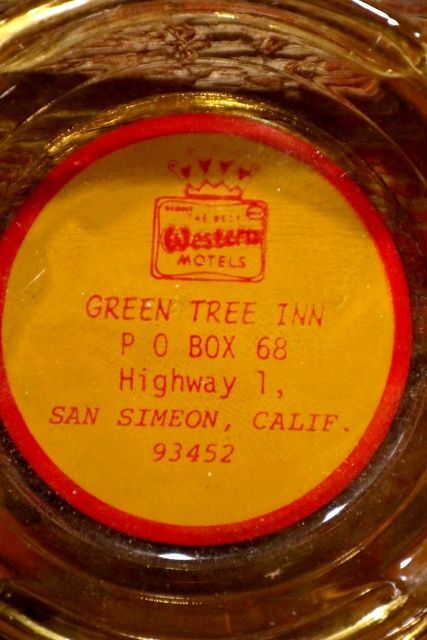 THE BEST
Western
MOTELS
GREEN TREE INN
P O BOX 68
Highway 1,
SAN SIMEON, CALIF.
93452